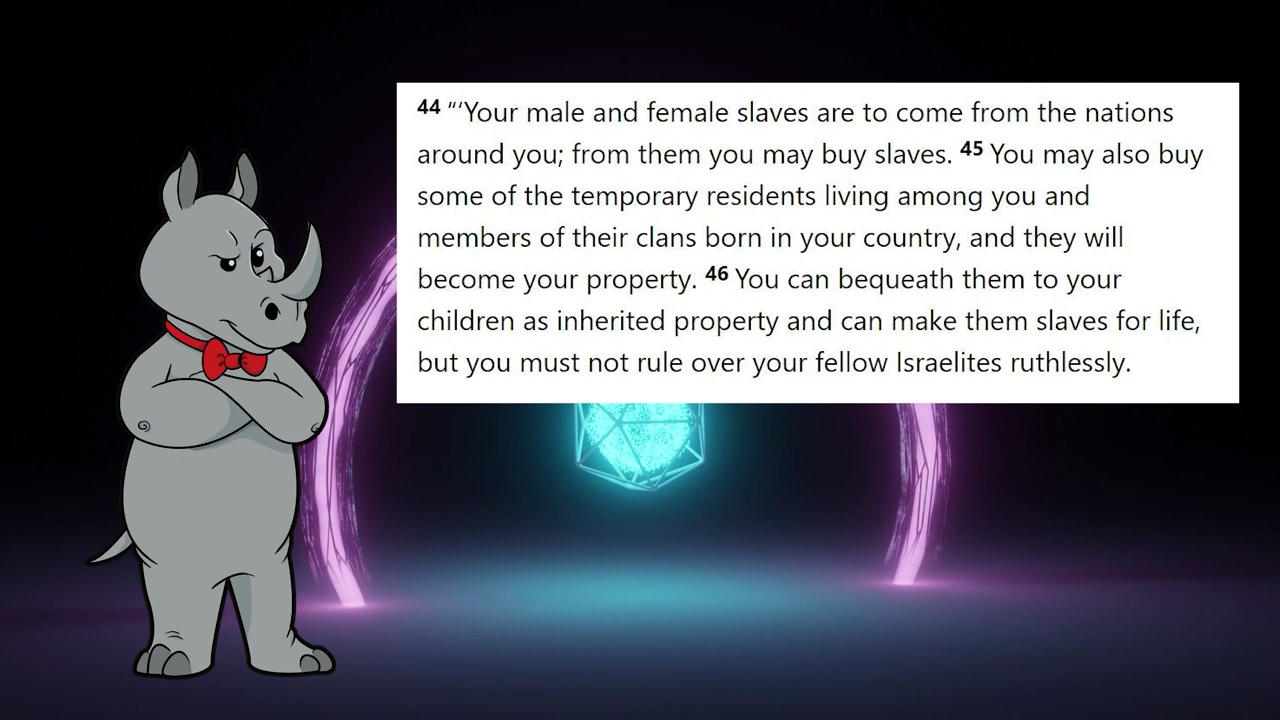 44 “‘Your male and female slaves are to come from the nations
around you; from them you may buy slaves. 45 You may also buy
some of the temporary residents living among you and
members of their clans born in your country, and they will
become your property. 46 You can bequeath them to your
children as inherited property and can make them slaves for life,
but you must not rule over your fellow Israelites ruthlessly.